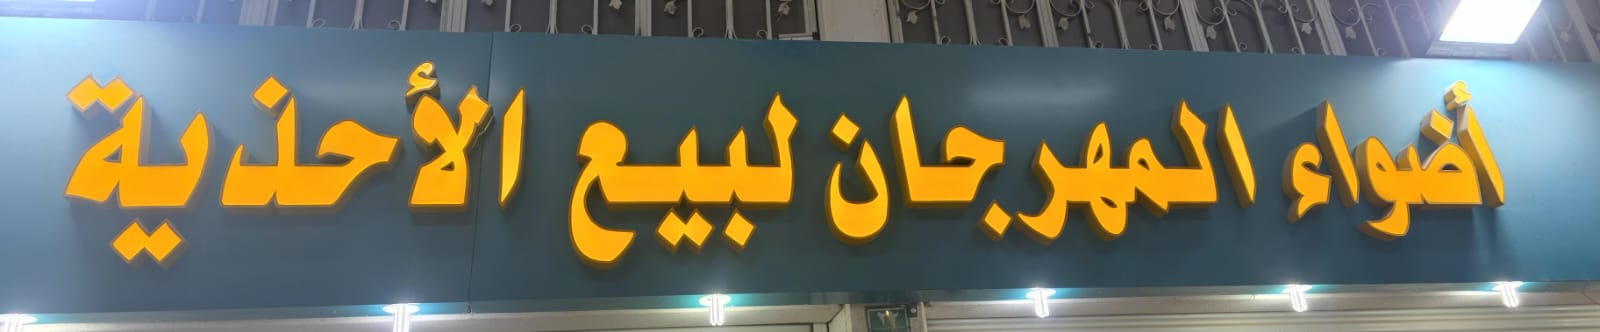 أضواء المهرجان لبيع الأحذية